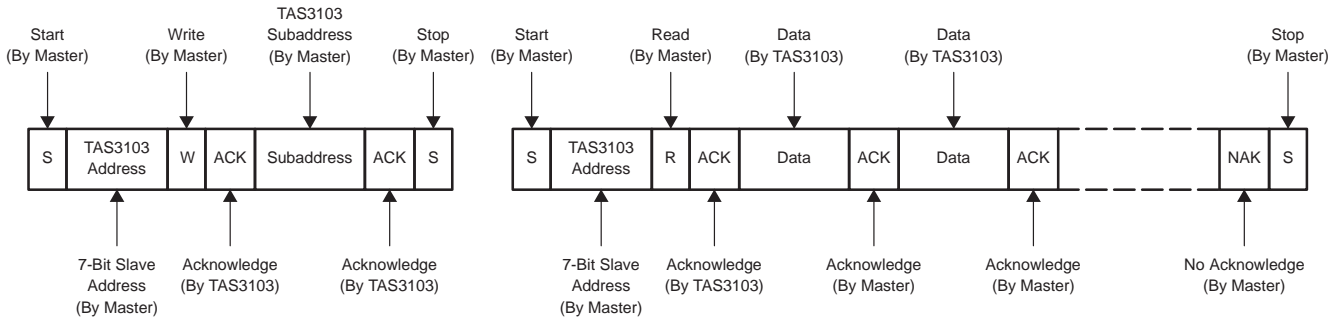 Start
(By Master)
Write
(By Master)
TAS3103
Subaddress
(By Master)
Stop
(By Master)
S
TAS3103
Address
W
ACK
Subaddress
ACK
S
7-Bit Slave
Address
(By Master)
Acknowledge
(By TAS3103)
Acknowledge
(By TAS3103)
Start
(By Master)
Read
(By Master)
Data
(By TAS3103)
Data
(By TAS3103)
Stop
(By Master)
S
TAS3103
Address
R
ACK
Data
ACK
Data
ACK
NAK
S
7-Bit Slave
Address
(By Master)
Acknowledge
(By TAS3103)
Acknowledge
(By Master)
Acknowledge
(By Master)
No Acknowledge
(By Master)